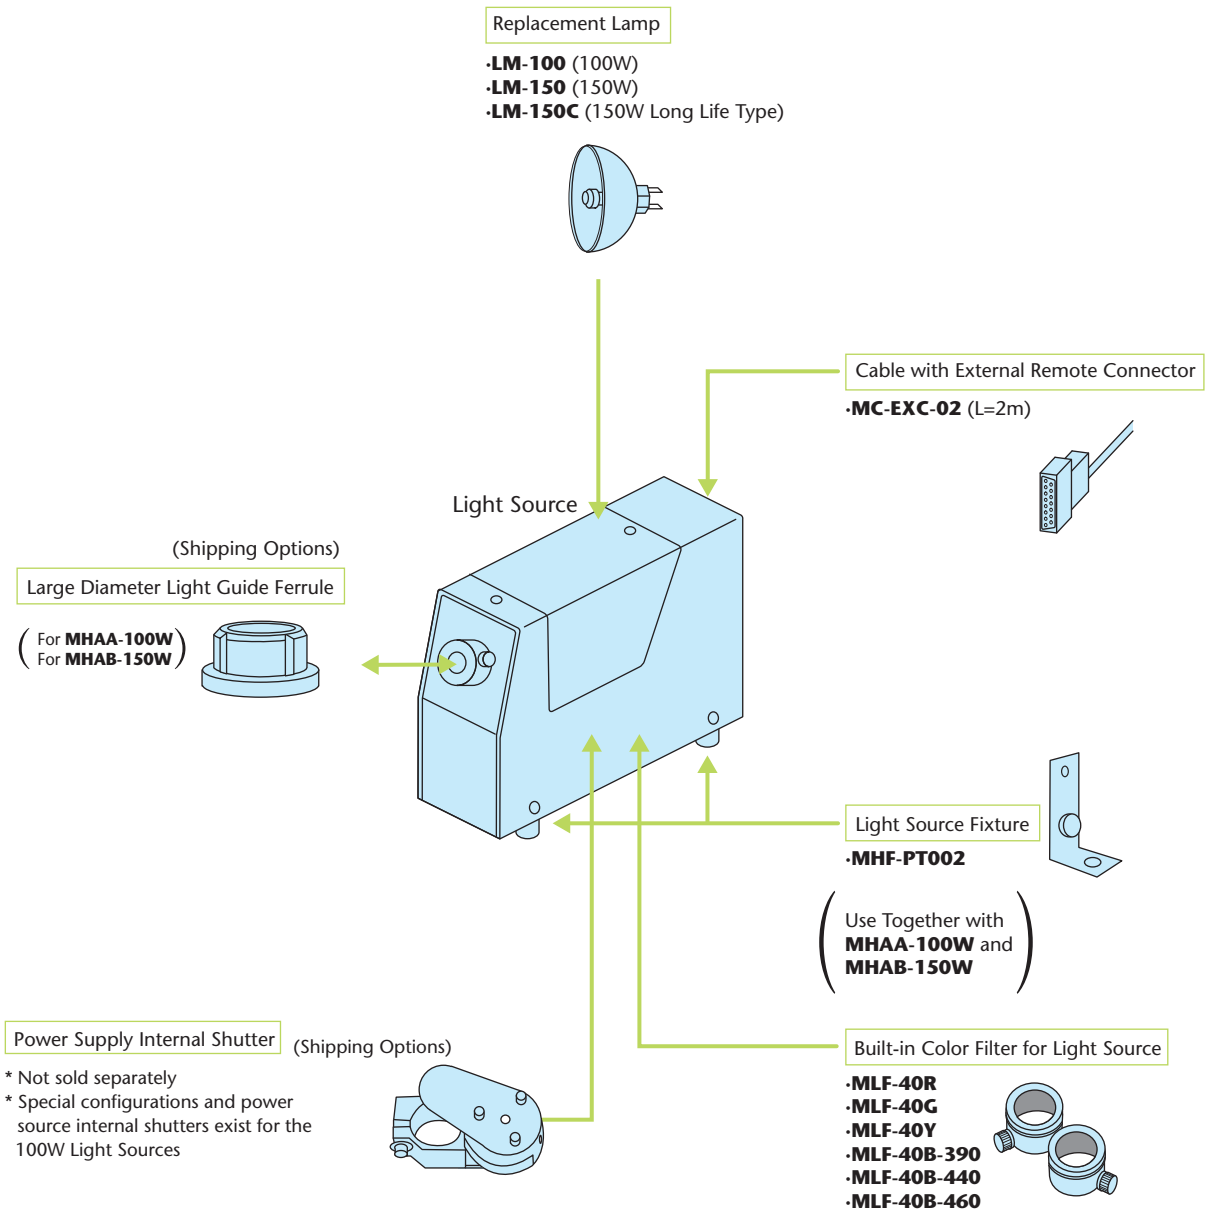 Replacement Lamp
·LM-100 (100W)
·LM-150 (150W)
·LM-150C (150W Long Life Type)
Cable with External Remote Connector
·MC-EXC-02 (L=2m)
Light Source
(Shipping Options)
Large Diameter Light Guide Ferrule
(For MHAA-100W
For MHAB-150W)
Light Source Fixture
·MHF-PT002
(Use Together with
MHAA-100W and
MHAB-150W)
Power Supply Internal Shutter
(Shipping Options)
* Not sold separately
* Special configurations and power
source internal shutters exist for the
100W Light Sources
Built-in Color Filter for Light Source
·MLF-40R
·MLF-40G
·MLF-40Y
·MLF-40B-390
·MLF-40B-440
·MLF-40B-460